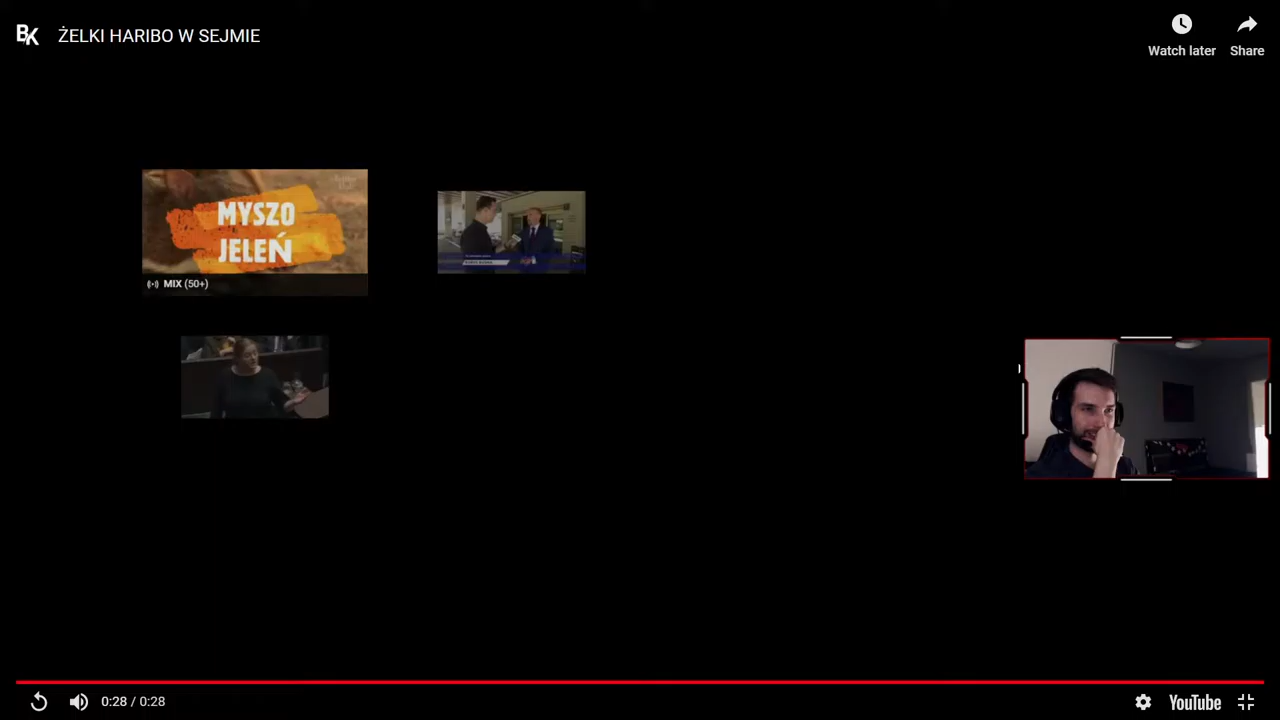 BK
ŻELKI HARIBO W SEJMIE
Watch later
Share
MYSZO
JELEŃ
MIX (50+)
0:28 / 0:28
YouTube